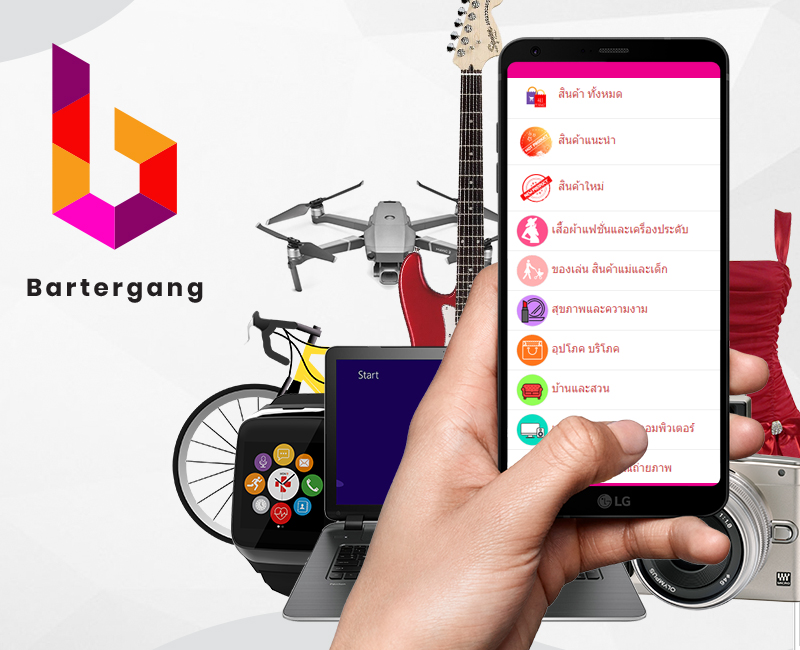 Bartergang
สินค้า ทั้งหมด
สินค้าแนะนำ
สินค้าใหม่
เสื้อผ้าแฟชั่นและเครื่องประดับ
ของเล่น สินค้าแม่และเด็ก
สุขภาพและความงาม
อุปโภค บริโภค
บ้านและสวน
อมพิวเตอร์
ถ่ายภาพ
Start
LG
1:1.8
OLYMPUS